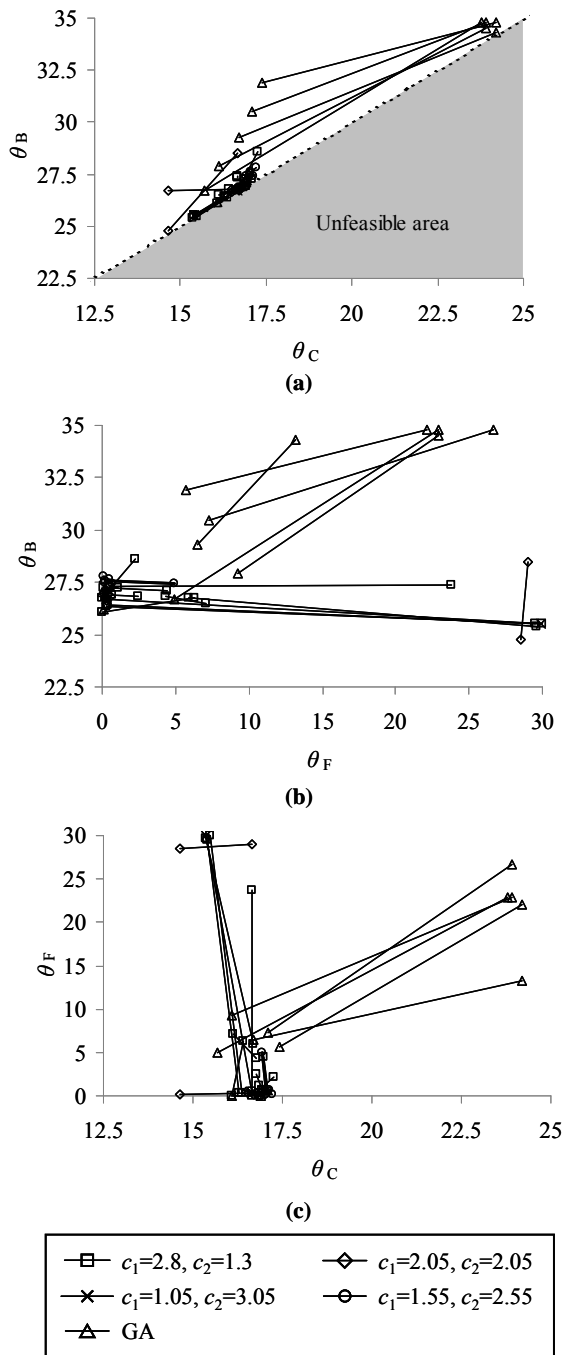 35
32.5
30
27.5
25
22.5
θB
Unfeasible area
12.5 15 17.5 20 22.5 25
θC
(a)
35
32.5
30
27.5
25
22.5
θB
0 5 10 15 20 25 30
θF
(b)
30
25
20
15
10
5
0
θF
12.5 15 17.5 20 22.5 25
θC
(c)
c1=2.8, c2=1.3 c1=2.05, c2=2.05
c1=1.05, c2=3.05 c1=1.55, c2=2.55
GA